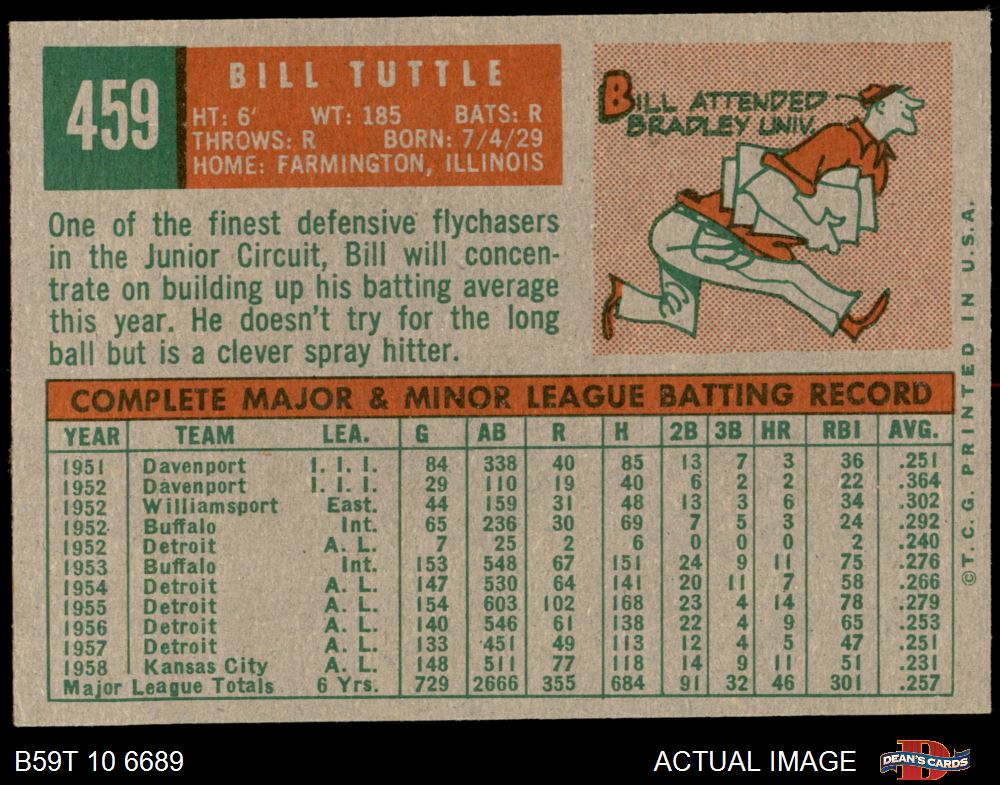 459
BILL TUTTLE
HT: 6' WT: 185 BATS: R
THROWS: R BORN: 7/4/29
HOME: FARMINGTON, ILLINOIS
BILL ATTENDED
BRADLEY UNIV.
One of the finest defensive flychasers
in the Junior Circuit, Bill will concen-
trate on building up his batting average
this year. He doesn't try for the long
ball but is a clever spray hitter.
COMPLETE MAJOR & MINOR LEAGUE BATTING RECORD
YEAR TEAM LEA. G AB R H 2B 3B HR RBI AVG.
1951 Davenport I. I. I. 84 338 40 85 13 7 3 36 .251
1952 Davenport I. I. I. 29 110 19 40 6 2 2 22 .364
1952 Williamsport East. 44 159 31 48 13 3 6 34 .302
1952 Buffalo Int. 65 236 30 69 7 5 3 24 .292
1952 Detroit A. L. 7 25 2 6 0 0 0 2 .240
1953 Buffalo Int. 153 548 67 151 24 9 11 75 .276
1954 Detroit A. L. 147 530 64 141 20 11 7 58 .266
1955 Detroit A. L. 154 603 102 168 23 4 14 78 .279
1956 Detroit A. L. 140 546 61 138 22 4 9 65 .253
1957 Detroit A. L. 133 451 49 113 12 4 5 47 .251
1958 Kansas City A. L. 148 511 77 118 14 9 11 51 .231
Major League Totals 6 Yrs. 729 2666 355 684 91 32 46 301 .257
© T. C. G. PRINTED IN U.S.A.
B59T 10 6689
ACTUAL IMAGE
D
DEAN'S CARDS